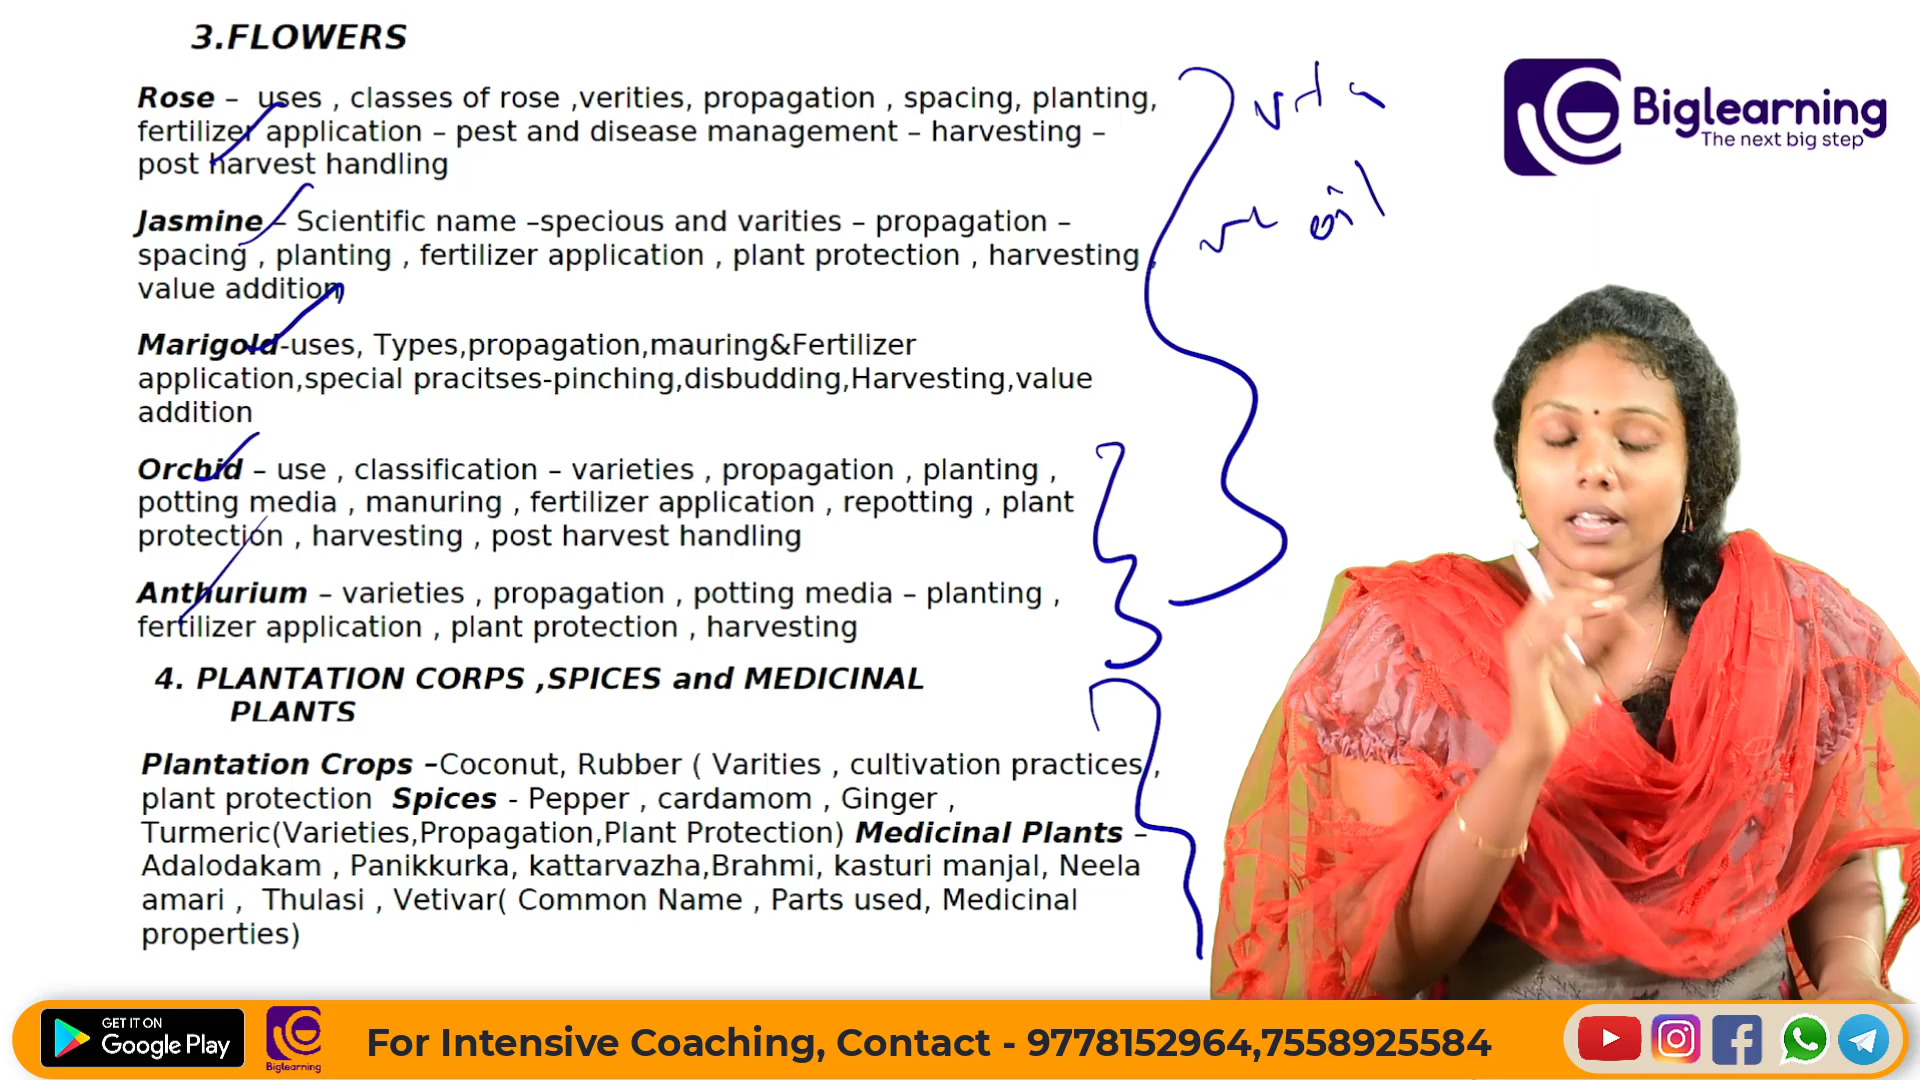 3.FLOWERS
Rose – uses , classes of rose ,verities, propagation , spacing, planting,
fertilizer application – pest and disease management – harvesting –
post harvest handling
Jasmine – Scientific name –specious and varities – propagation –
spacing , planting , fertilizer application , plant protection , harvesting ,
value addition
Marigold-uses, Types,propagation,mauring&Fertilizer
application,special pracitses-pinching,disbudding,Harvesting,value
addition
Orchid – use , classification – varieties , propagation , planting ,
potting media , manuring , fertilizer application , repotting , plant
protection , harvesting , post harvest handling
Anthurium – varieties , propagation , potting media – planting ,
fertilizer application , plant protection , harvesting
4. PLANTATION CORPS ,SPICES and MEDICINAL
PLANTS
Plantation Crops –Coconut, Rubber ( Varities , cultivation practices ,
plant protection Spices - Pepper , cardamom , Ginger ,
Turmeric(Varieties,Propagation,Plant Protection) Medicinal Plants –
Adalodakam , Panikkurka, kattarvazha,Brahmi, kasturi manjal, Neela
amari , Thulasi , Vetivar( Common Name , Parts used, Medicinal
properties)
Biglearning
The next big step
GET IT ON
Google Play
Biglearning
For Intensive Coaching, Contact - 9778152964,7558925584